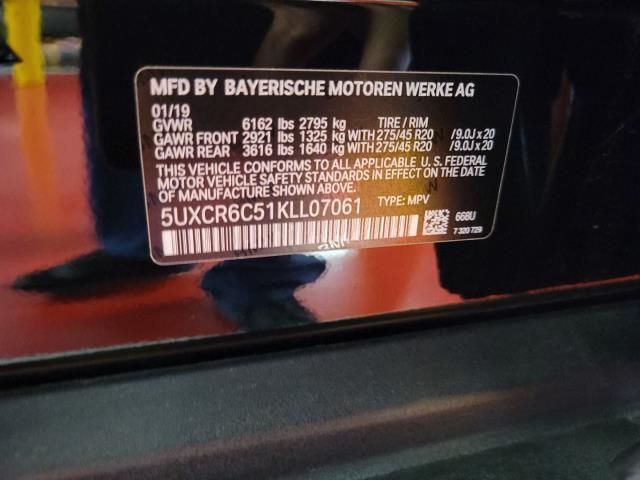 MFD BY BAYERISCHE MOTOREN WERKE AG
01/19
GVWR 6162 lbs 2795 kg TIRE / RIM
GAWR FRONT 2921 lbs 1325 kg WITH 275/45 R20 /9.0J x 20
GAWR REAR 3616 lbs 1640 kg WITH 275/45 R20 /9.0J x 20
THIS VEHICLE CONFORMS TO ALL APPLICABLE U. S. FEDERAL
MOTOR VEHICLE SAFETY STANDARDS IN EFFECT ON THE DATE
OF MANUFACTURE SHOWN ABOVE.
5UXCR6C51KLL07061 TYPE: MPV
668U
7 320 729